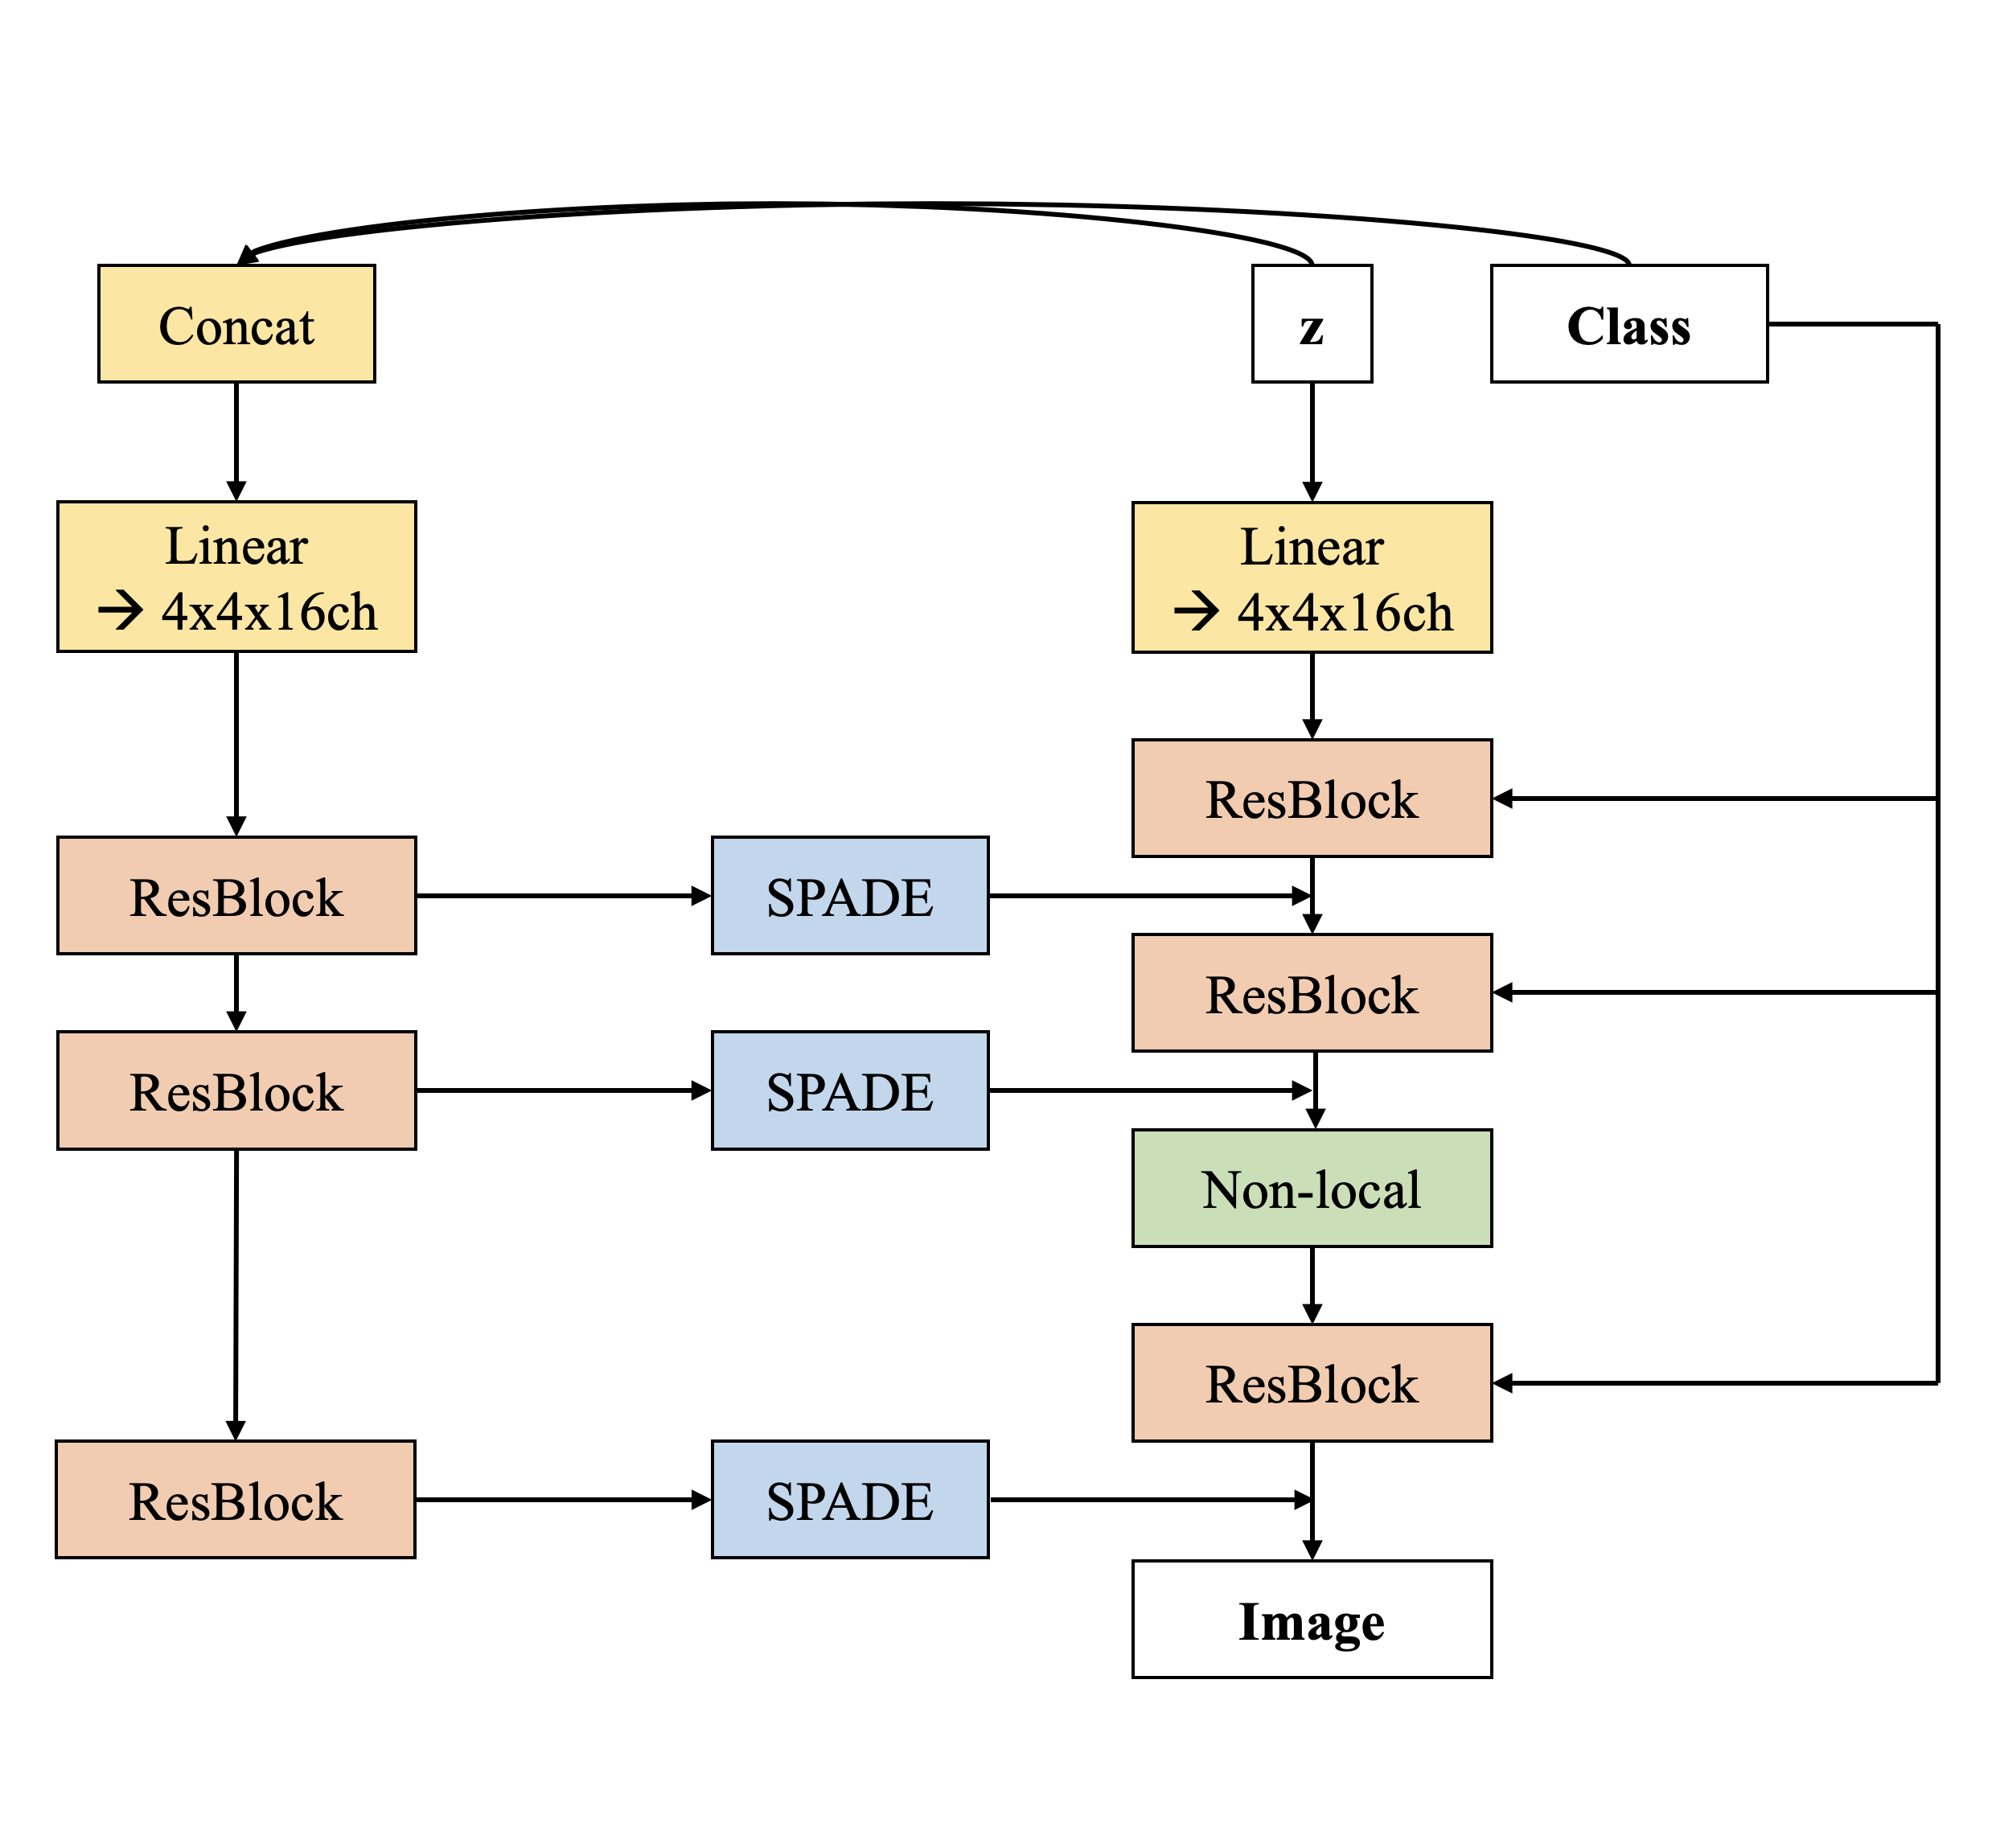 Concat
z
Class
Linear
→ 4x4x16ch
Linear
→ 4x4x16ch
ResBlock
ResBlock
SPADE
ResBlock
ResBlock
SPADE
Non-local
ResBlock
ResBlock
SPADE
Image